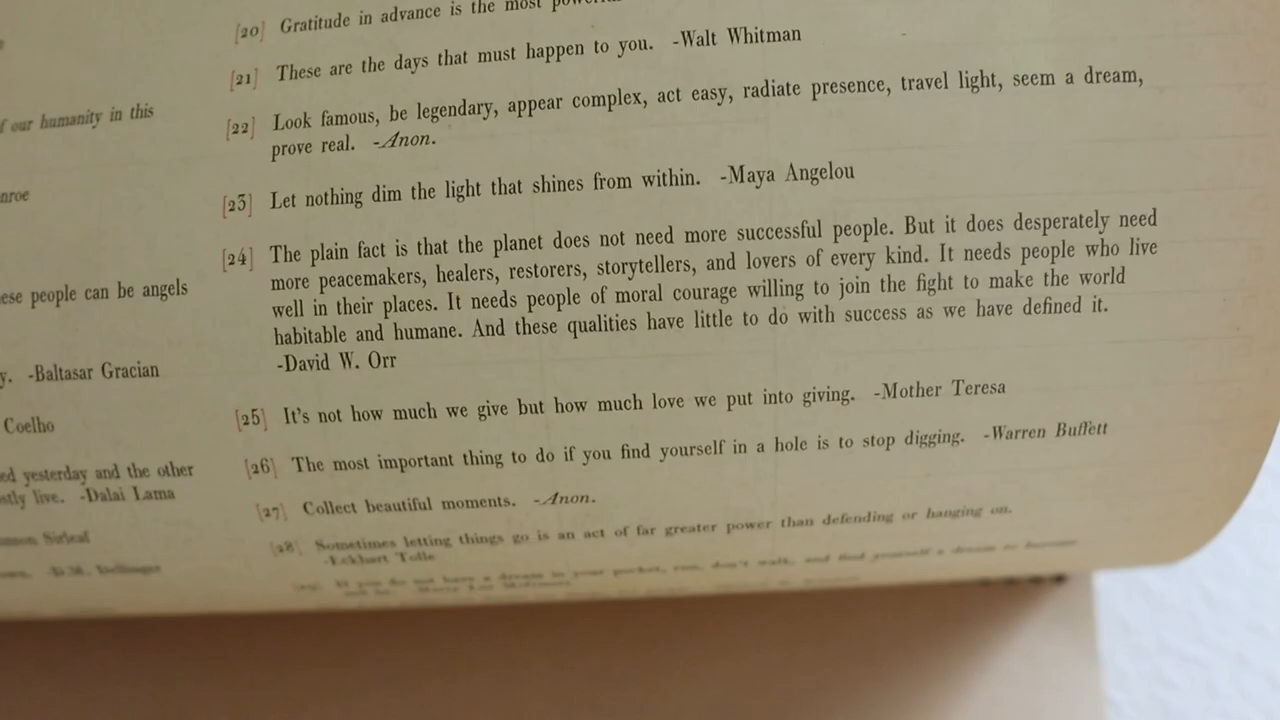 f our humanity in this
nroe
ese people can be angels
y. -Baltasar Gracian
Coelho
ed yesterday and the other
stly live. -Dalai Lama
[20] Gratitude in advance is the most
[21] These are the days that must happen to you. -Walt Whitman
[22] Look famous, be legendary, appear complex, act easy, radiate presence, travel light, seem a dream,
prove real. -Anon.
[23] Let nothing dim the light that shines from within. -Maya Angelou
[24] The plain fact is that the planet does not need more successful people. But it does desperately need
more peacemakers, healers, restorers, storytellers, and lovers of every kind. It needs people who live
well in their places. It needs people of moral courage willing to join the fight to make the world
habitable and humane. And these qualities have little to do with success as we have defined it.
-David W. Orr
[25] It's not how much we give but how much love we put into giving. -Mother Teresa
[26] The most important thing to do if you find yourself in a hole is to stop digging. -Warren Buffett
[27] Collect beautiful moments. -Anon.
[28] Sometimes letting things go is an act of far greater power than defending or hanging on.
-Eckhart Tolle